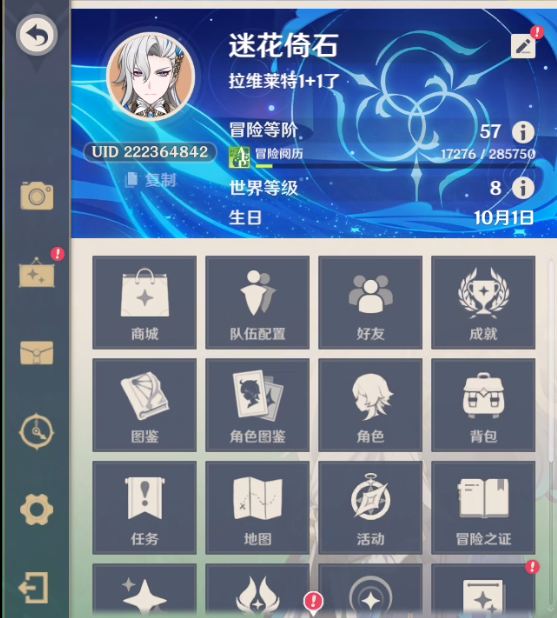 迷花倚石
拉维莱特1+1了
UID 222364842
复制
冒险等阶 57
冒险阅历 17276 / 285750
世界等级 8
生日 10月1日
商城 队伍配置 好友 成就
图鉴 角色图鉴 角色 背包
任务 地图 活动 冒险之证